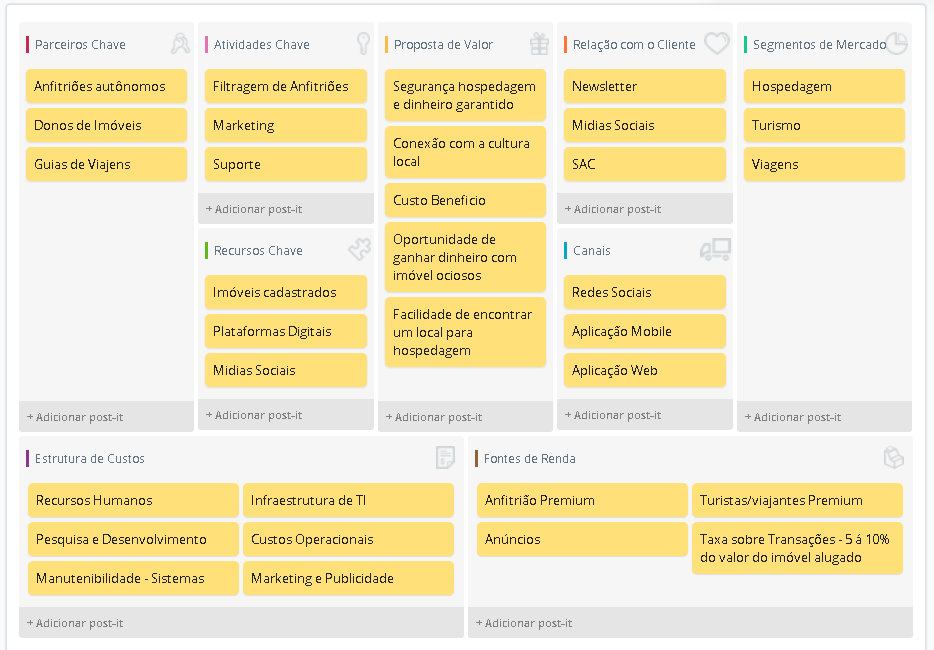 Parceiros Chave
Anfitriões autônomos
Donos de Imóveis
Guias de Viajens
+ Adicionar post-it
Atividades Chave
Filtragem de Anfitriões
Marketing
Suporte
+ Adicionar post-it
Recursos Chave
Imóveis cadastrados
Plataformas Digitais
Midias Sociais
+ Adicionar post-it
Proposta de Valor
Segurança hospedagem
e dinheiro garantido
Conexão com a cultura
local
Custo Beneficio
Oportunidade de
ganhar dinheiro com
imóvel ociosos
Facilidade de encontrar
um local para
hospedagem
+ Adicionar post-it
Relação com o Cliente
Newsletter
Midias Sociais
SAC
+ Adicionar post-it
Canais
Redes Sociais
Aplicação Mobile
Aplicação Web
+ Adicionar post-it
Segmentos de Mercado
Hospedagem
Turismo
Viagens
+ Adicionar post-it
Estrutura de Custos
Recursos Humanos
Infraestrutura de TI
Pesquisa e Desenvolvimento
Custos Operacionais
Manutenibilidade - Sistemas
Marketing e Publicidade
+ Adicionar post-it
Fontes de Renda
Anfitrião Premium
Turistas/viajantes Premium
Anúncios
Taxa sobre Transações - 5 á 10%
do valor do imóvel alugado
+ Adicionar post-it